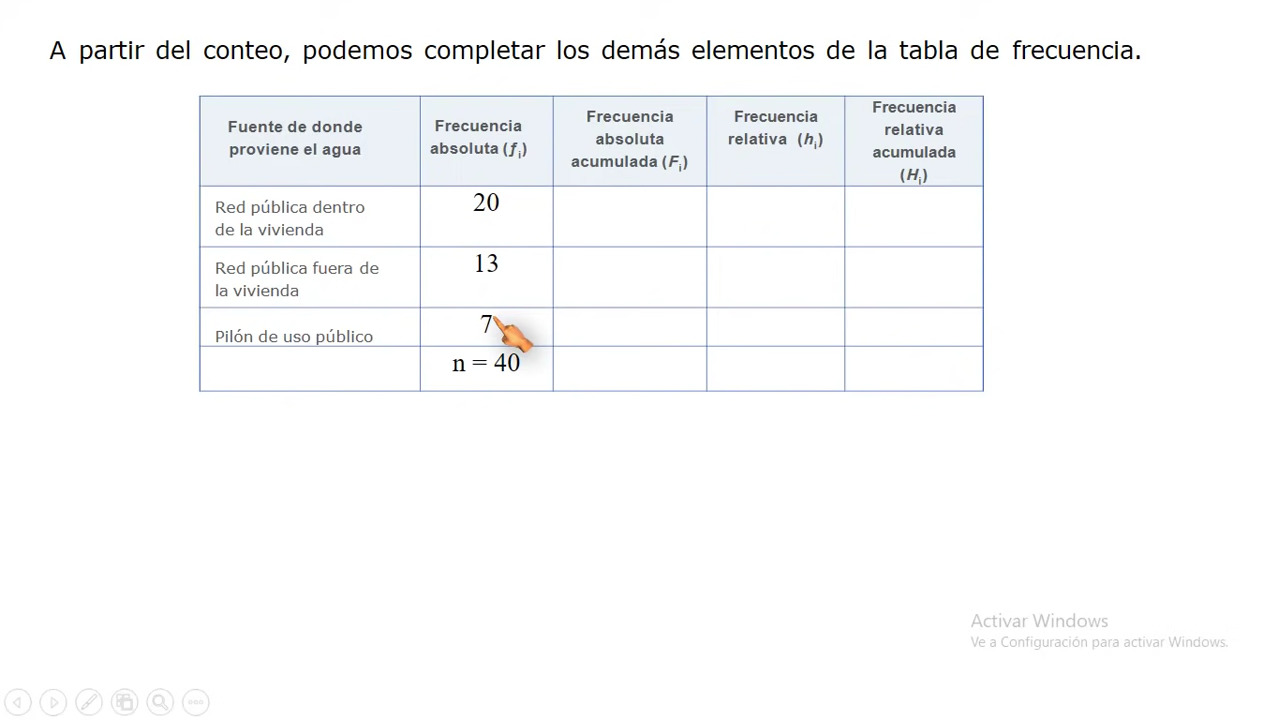 A partir del conteo, podemos completar los demás elementos de la tabla de frecuencia.
Fuente de donde
proviene el agua
Frecuencia
absoluta (ƒi)
Frecuencia
absoluta
acumulada (Fi)
Frecuencia
relativa (hi)
Frecuencia
relativa
acumulada
(Hi)
Red pública dentro
de la vivienda
20
Red pública fuera de
la vivienda
13
Pilón de uso público
7
n = 40
Activar Windows
Ve a Configuración para activar Windows.